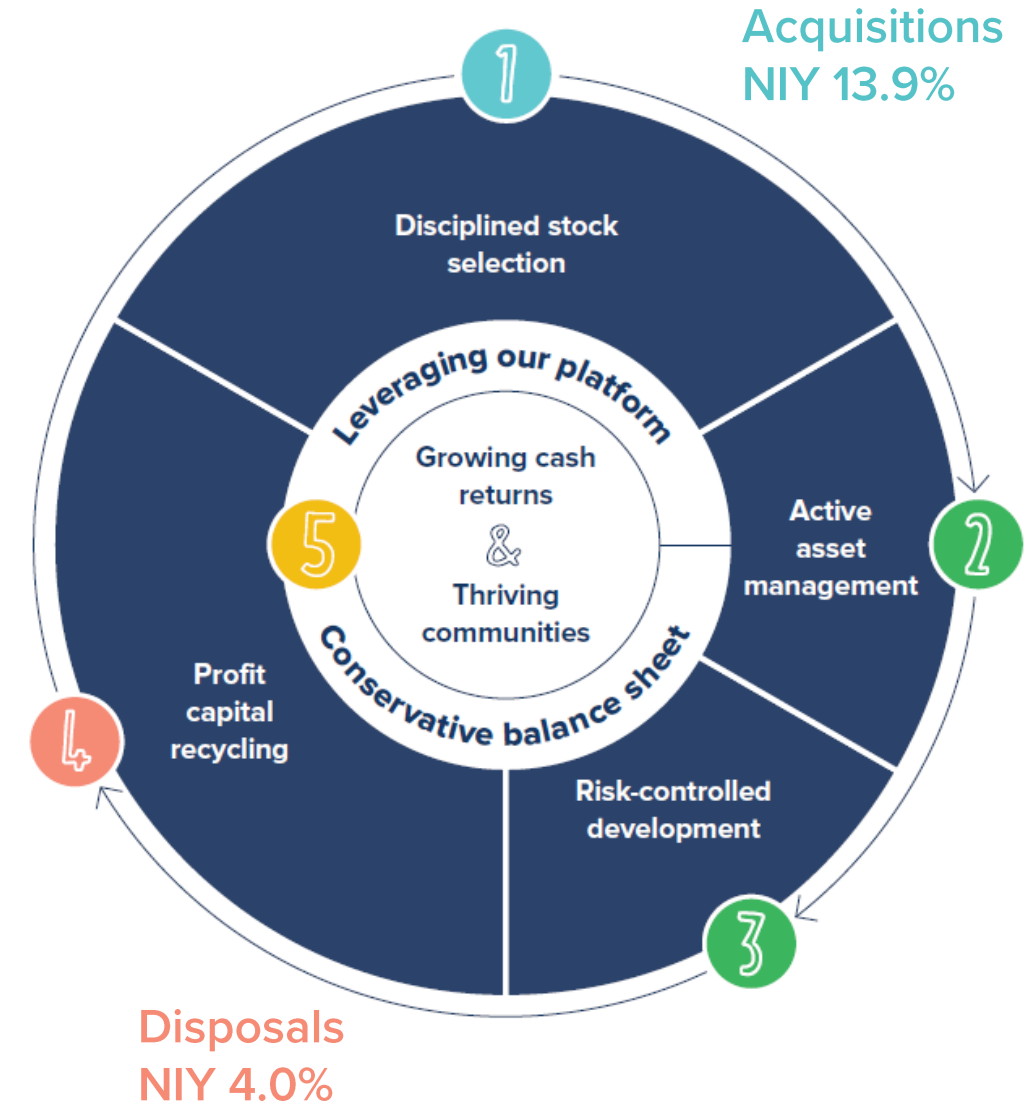 Acquisitions
NIY 13.9%
1
Disciplined stock
selection
Leveraging our platform
Growing cash
returns
&
Thriving
communities
5
Conservative balance sheet
Active
asset
management
2
Risk-controlled
development
3
Profit
capital
recycling
4
Disposals
NIY 4.0%